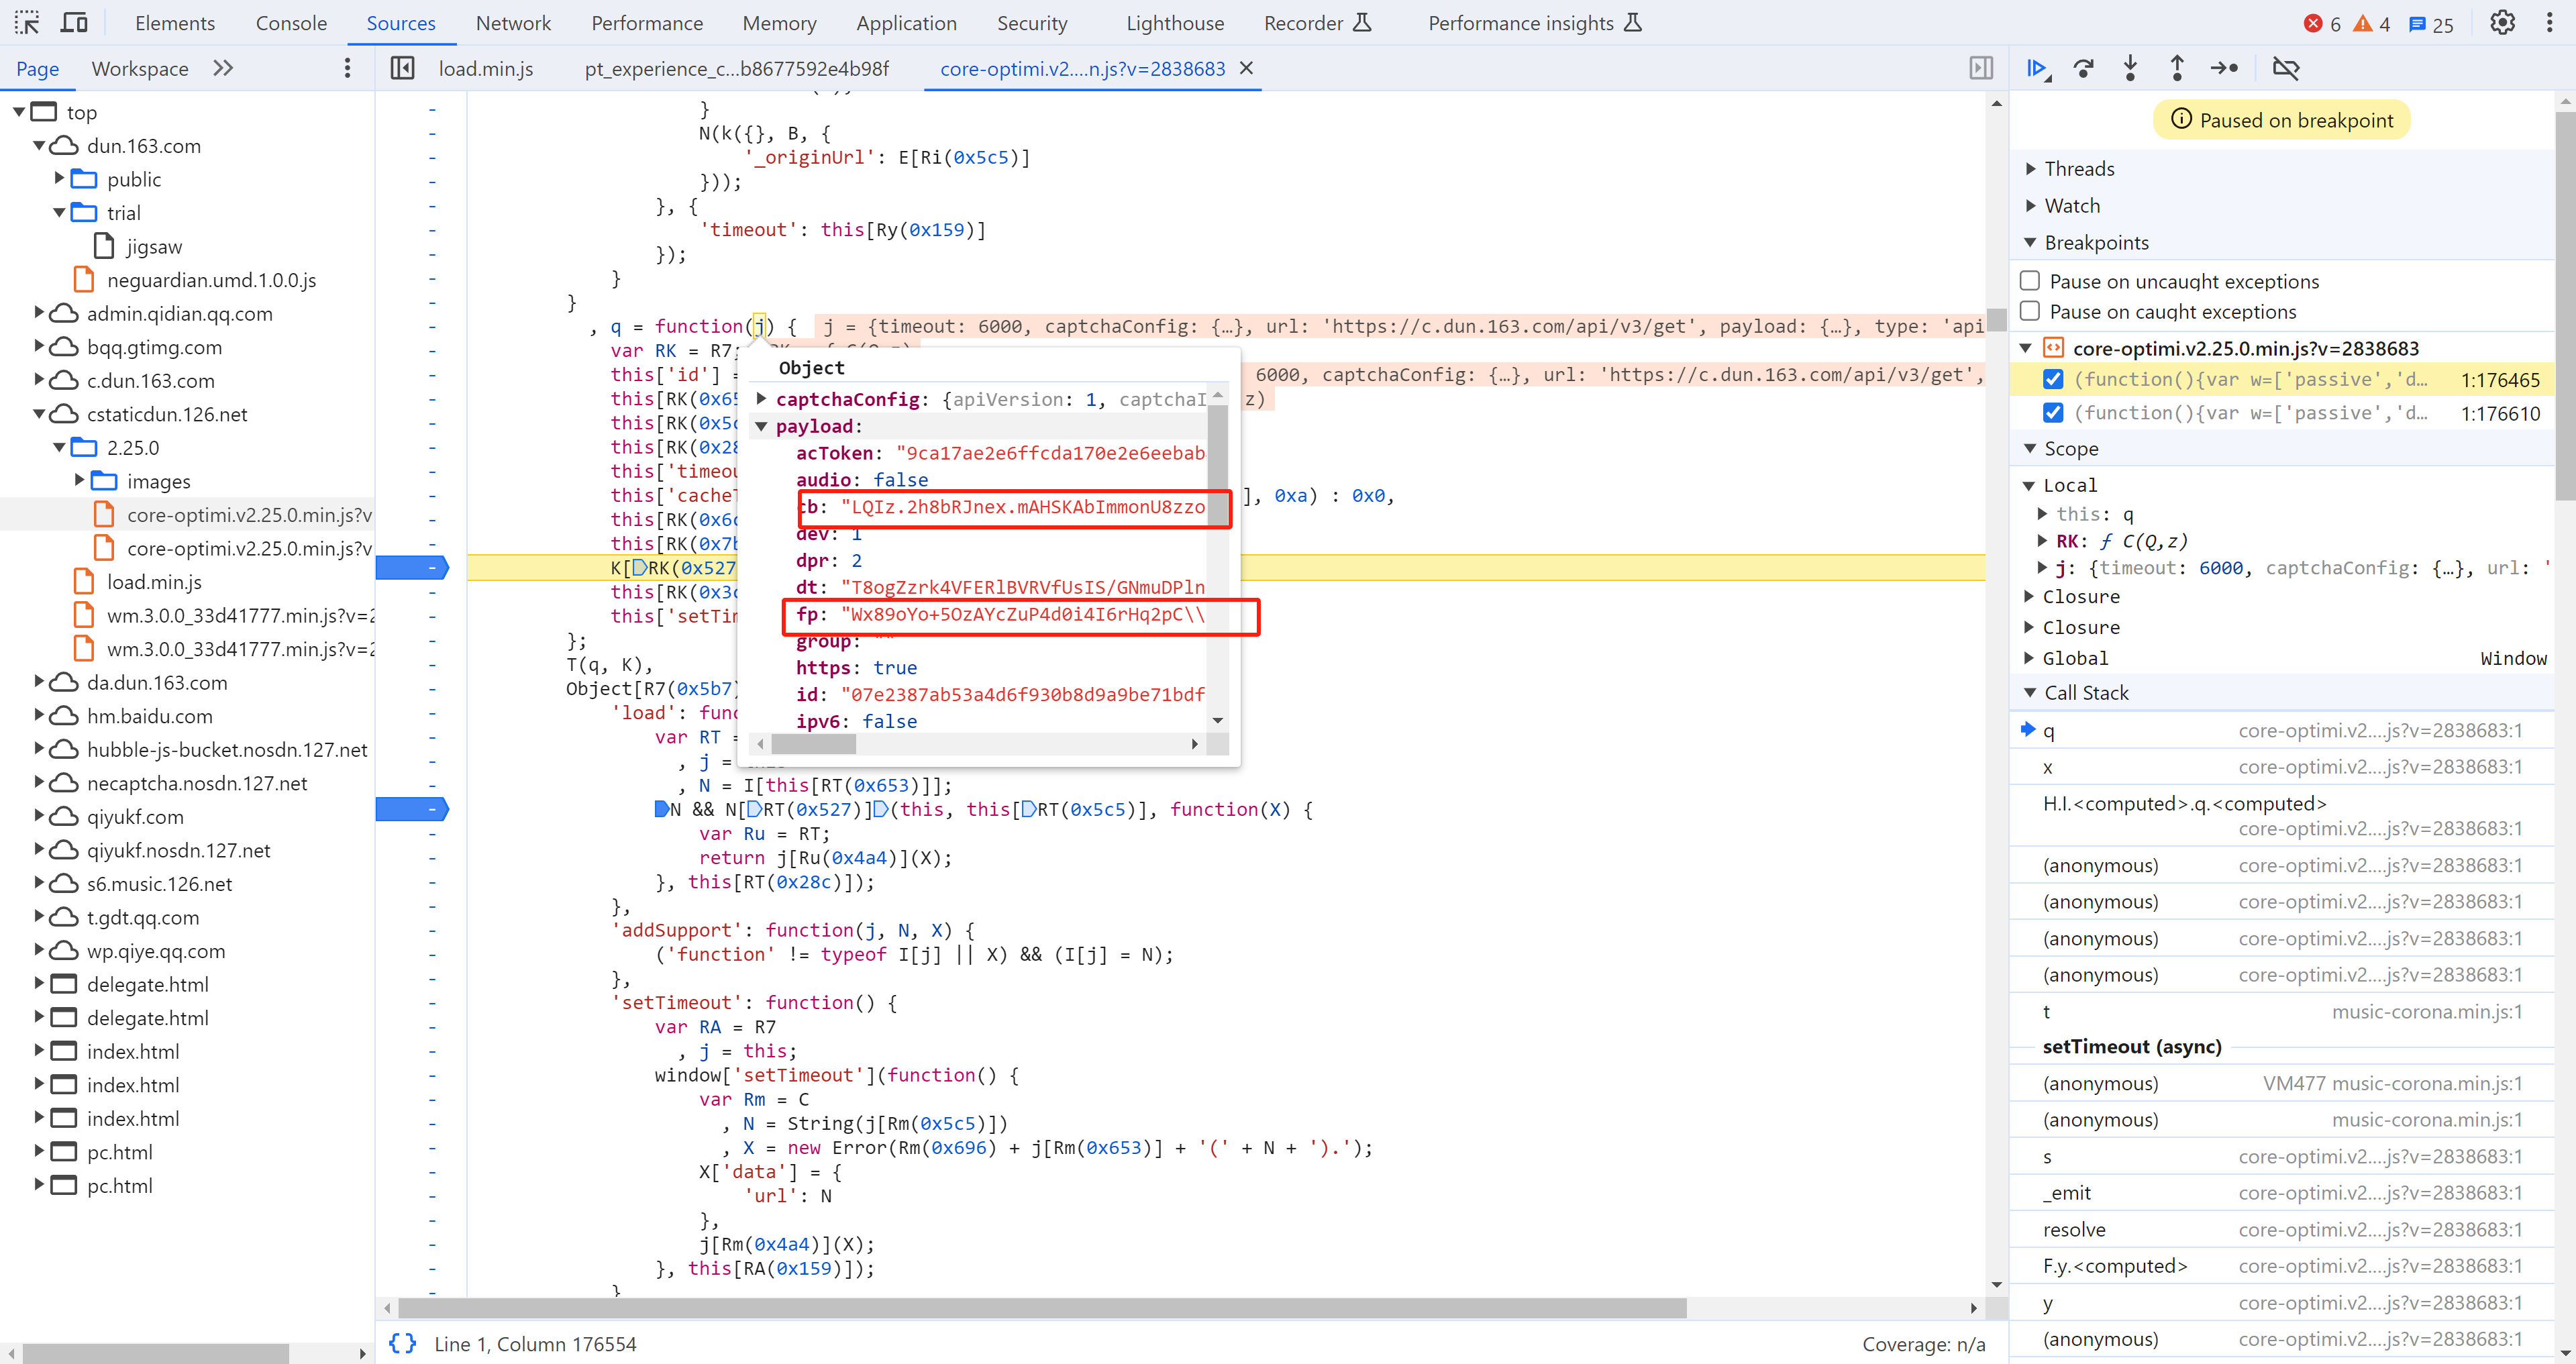 Elements Console Sources Network Performance Memory Application Security Lighthouse Recorder Performance insights 6 4 25
Page Workspace
load.min.js pt_experience_c...b8677592e4b98f core-optimi.v2....n.js?v=2838683
top
dun.163.com
public
trial
jigsaw
neguardian.umd.1.0.0.js
admin.qidian.qq.com
bqq.gtimg.com
c.dun.163.com
cstaticdun.126.net
2.25.0
images
core-optimi.v2.25.0.min.js?v
core-optimi.v2.25.0.min.js?v
load.min.js
wm.3.0.0_33d41777.min.js?v=2
wm.3.0.0_33d41777.min.js?v=2
da.dun.163.com
hm.baidu.com
hubble-js-bucket.nosdn.127.net
necaptcha.nosdn.127.net
qiyukf.com
qiyukf.nosdn.127.net
s6.music.126.net
t.gdt.qq.com
wp.qiye.qq.com
delegate.html
delegate.html
index.html
index.html
index.html
pc.html
pc.html
}
N(k({}, B, {
'_originUrl': E[Ri(0x5c5)]
}));
}, {
'timeout': this[Ry(0x159)]
});
}
}
, q = function(j) { j = {timeout: 6000, captchaConfig: {…}, url: 'https://c.dun.163.com/api/v3/get', payload: {…}, type: 'api
var RK = R7;
this['id'] = 6000, captchaConfig: {…}, url: 'https://c.dun.163.com/api/v3/get',
this[RK(0x65 z)
this[RK(0x5c
this[RK(0x28
this['timeou
this['cache ], 0xa) : 0x0,
this[RK(0x6c
this[RK(0x7b
K[RK(0x527
this[RK(0x3c
this['setTim
};
T(q, K),
Object[R7(0x5b7)
'load': func
var RT =
, j =
, N = I[this[RT(0x653)]];
N && N[RT(0x527)](this, this[RT(0x5c5)], function(X) {
var Ru = RT;
return j[Ru(0x4a4)](X);
}, this[RT(0x28c)]);
},
'addSupport': function(j, N, X) {
('function' != typeof I[j] || X) && (I[j] = N);
},
'setTimeout': function() {
var RA = R7
, j = this;
window['setTimeout'](function() {
var Rm = C
, N = String(j[Rm(0x5c5)])
, X = new Error(Rm(0x696) + j[Rm(0x653)] + '(' + N + ').');
X['data'] = {
'url': N
},
j[Rm(0x4a4)](X);
}, this[RA(0x159)]);
}
Object
captchaConfig: {apiVersion: 1, captchaI
payload:
acToken: "9ca17ae2e6ffcda170e2e6eebab
audio: false
cb: "LQIz.2h8bRJnex.mAHSKAbImmonU8zzo
dev: 1
dpr: 2
dt: "T8ogZzrk4VFERlBVRVfUsIS/GNmuDPln
fp: "Wx89oYo+5OzAYcZuP4d0i4I6rHq2pC\\
group: ""
https: true
id: "07e2387ab53a4d6f930b8d9a9be71bdf
ipv6: false
{} Line 1, Column 176554 Coverage: n/a
Paused on breakpoint
Threads
Watch
Breakpoints
Pause on uncaught exceptions
Pause on caught exceptions
core-optimi.v2.25.0.min.js?v=2838683
(function(){var w=['passive','d… 1:176465
(function(){var w=['passive','d… 1:176610
Scope
Local
this: q
RK: ƒ C(Q,z)
j: {timeout: 6000, captchaConfig: {…}, url: '
Closure
Closure
Global Window
Call Stack
q core-optimi.v2....js?v=2838683:1
x core-optimi.v2....js?v=2838683:1
H.I.<computed>.q.<computed>
core-optimi.v2....js?v=2838683:1
(anonymous) core-optimi.v2....js?v=2838683:1
(anonymous) core-optimi.v2....js?v=2838683:1
(anonymous) core-optimi.v2....js?v=2838683:1
(anonymous) core-optimi.v2....js?v=2838683:1
t music-corona.min.js:1
setTimeout (async)
(anonymous) VM477 music-corona.min.js:1
(anonymous) music-corona.min.js:1
s core-optimi.v2....js?v=2838683:1
_emit core-optimi.v2....js?v=2838683:1
resolve core-optimi.v2....js?v=2838683:1
F.y.<computed> core-optimi.v2....js?v=2838683:1
y core-optimi.v2....js?v=2838683:1
(anonymous) core-optimi.v2....js?v=2838683:1